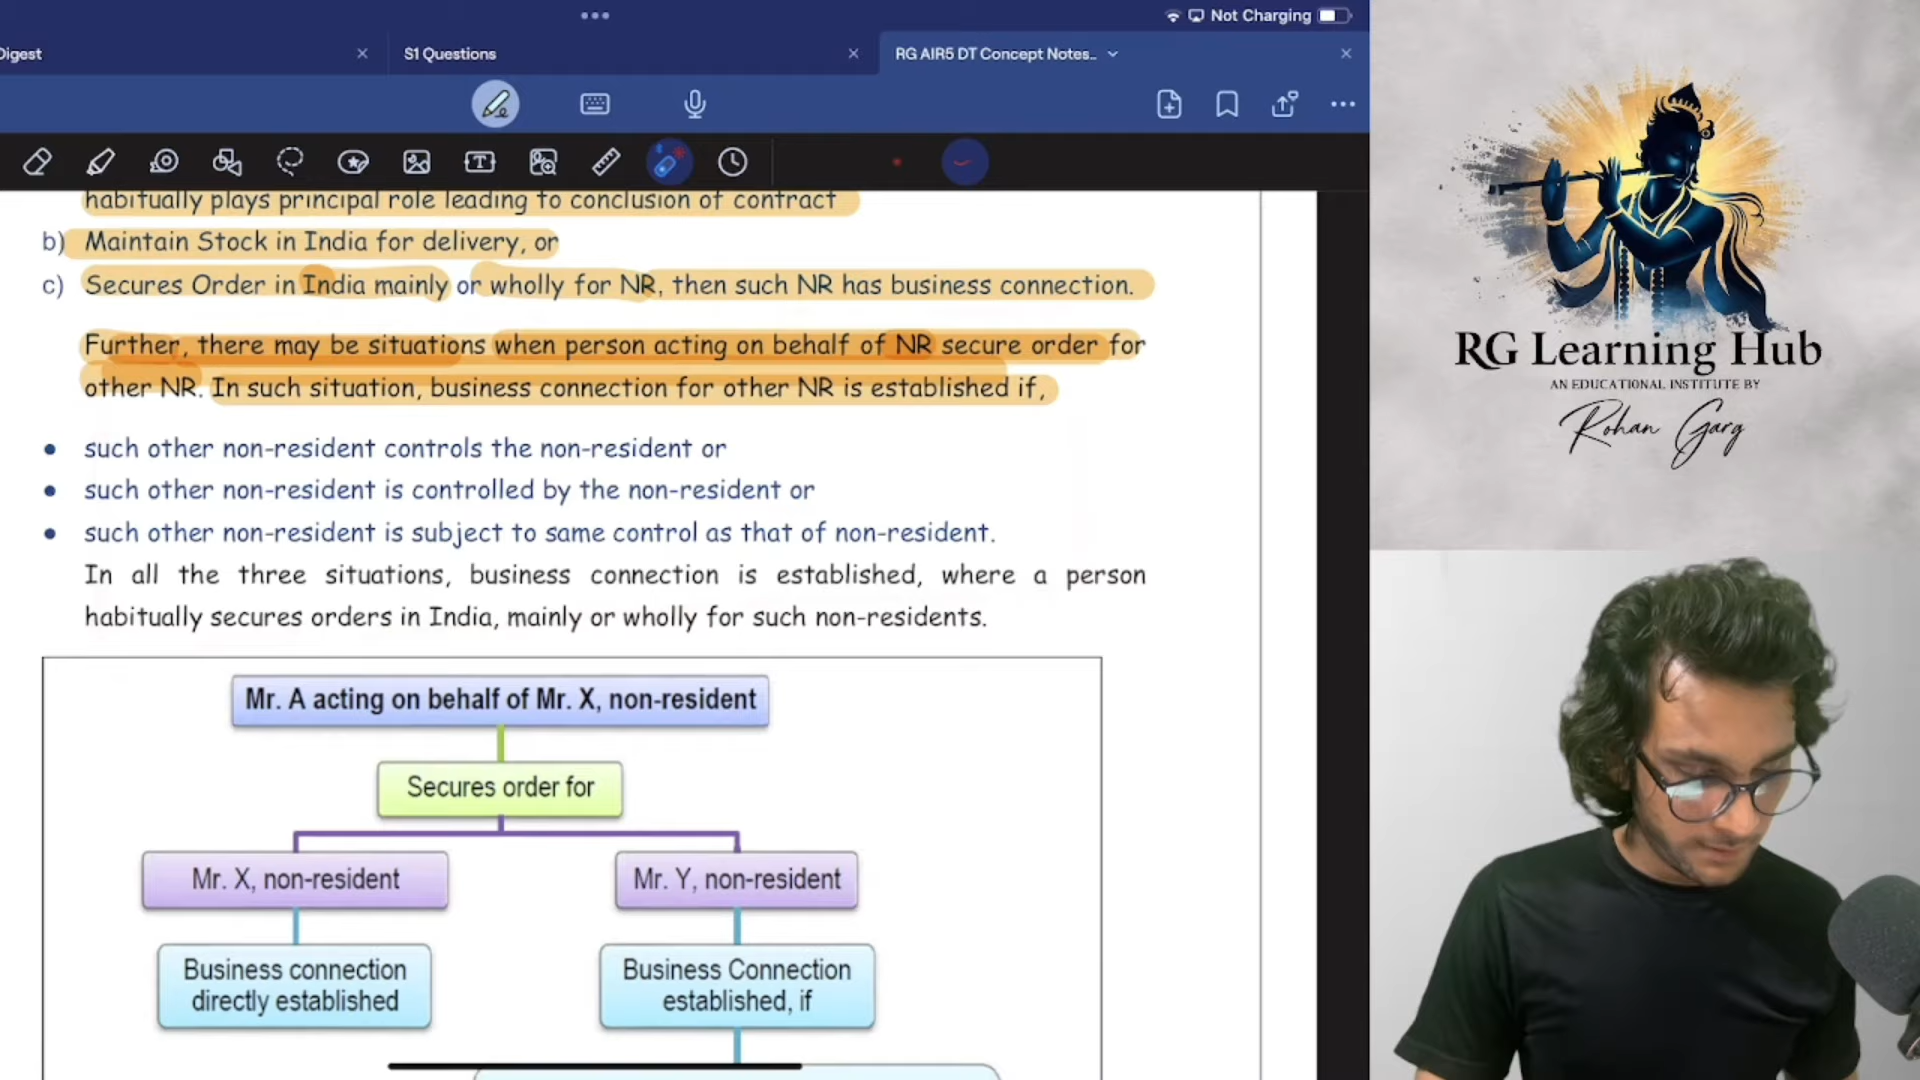 Not Charging
Digest
S1 Questions
RG AIR5 DT Concept Notes..
habitually plays principal role leading to conclusion of contract
b) Maintain Stock in India for delivery, or
c) Secures Order in India mainly or wholly for NR, then such NR has business connection.
Further, there may be situations when person acting on behalf of NR secure order for
other NR. In such situation, business connection for other NR is established if,
• such other non-resident controls the non-resident or
• such other non-resident is controlled by the non-resident or
• such other non-resident is subject to same control as that of non-resident.
In all the three situations, business connection is established, where a person
habitually secures orders in India, mainly or wholly for such non-residents.
Mr. A acting on behalf of Mr. X, non-resident
Secures order for
Mr. X, non-resident
Mr. Y, non-resident
Business connection
directly established
Business Connection
established, if
RG Learning Hub
AN EDUCATIONAL INSTITUTE BY
Rohan Garg